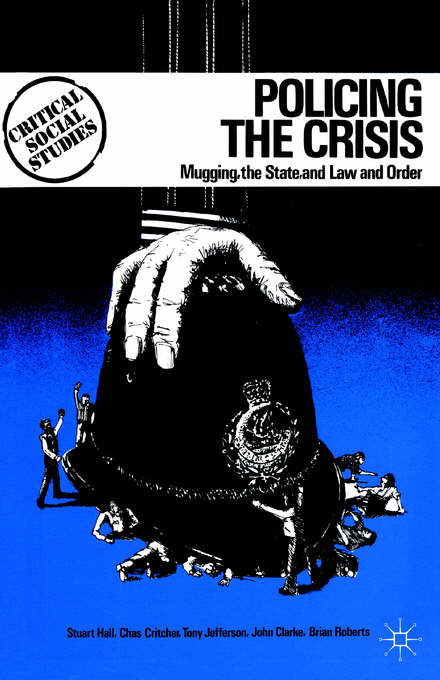 CRITICAL
SOCIAL
STUDIES
POLICING
THE CRISIS
Mugging, the State, and Law and Order
Stuart Hall, Chas Critcher, Tony Jefferson, John Clarke, Brian Roberts